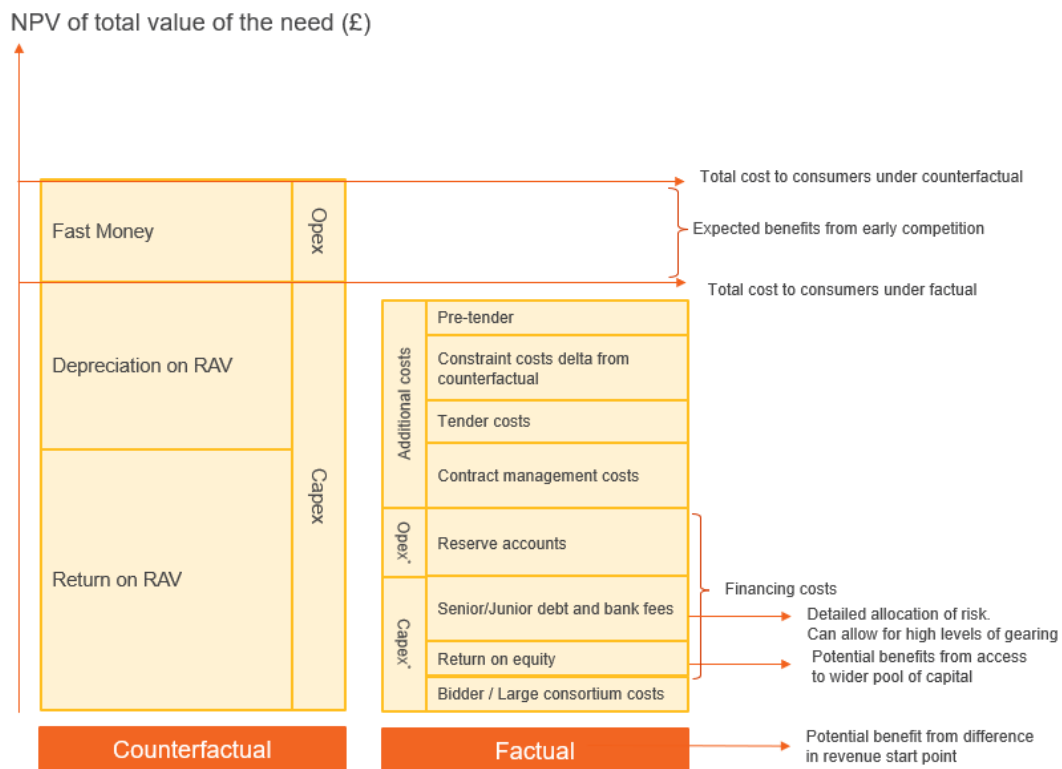 NPV of total value of the need (£)
Total cost to consumers under counterfactual
Fast Money
Opex
Expected benefits from early competition
Total cost to consumers under factual
Depreciation on RAV
Capex
Return on RAV
Additional costs
Pre-tender
Constraint costs delta from
counterfactual
Tender costs
Contract management costs
Opex*
Reserve accounts
Capex*
Senior/Junior debt and bank fees
Return on equity
Bidder / Large consortium costs
Financing costs
Detailed allocation of risk.
Can allow for high levels of gearing
Potential benefits from access
to wider pool of capital
Counterfactual
Factual
Potential benefit from difference
in revenue start point